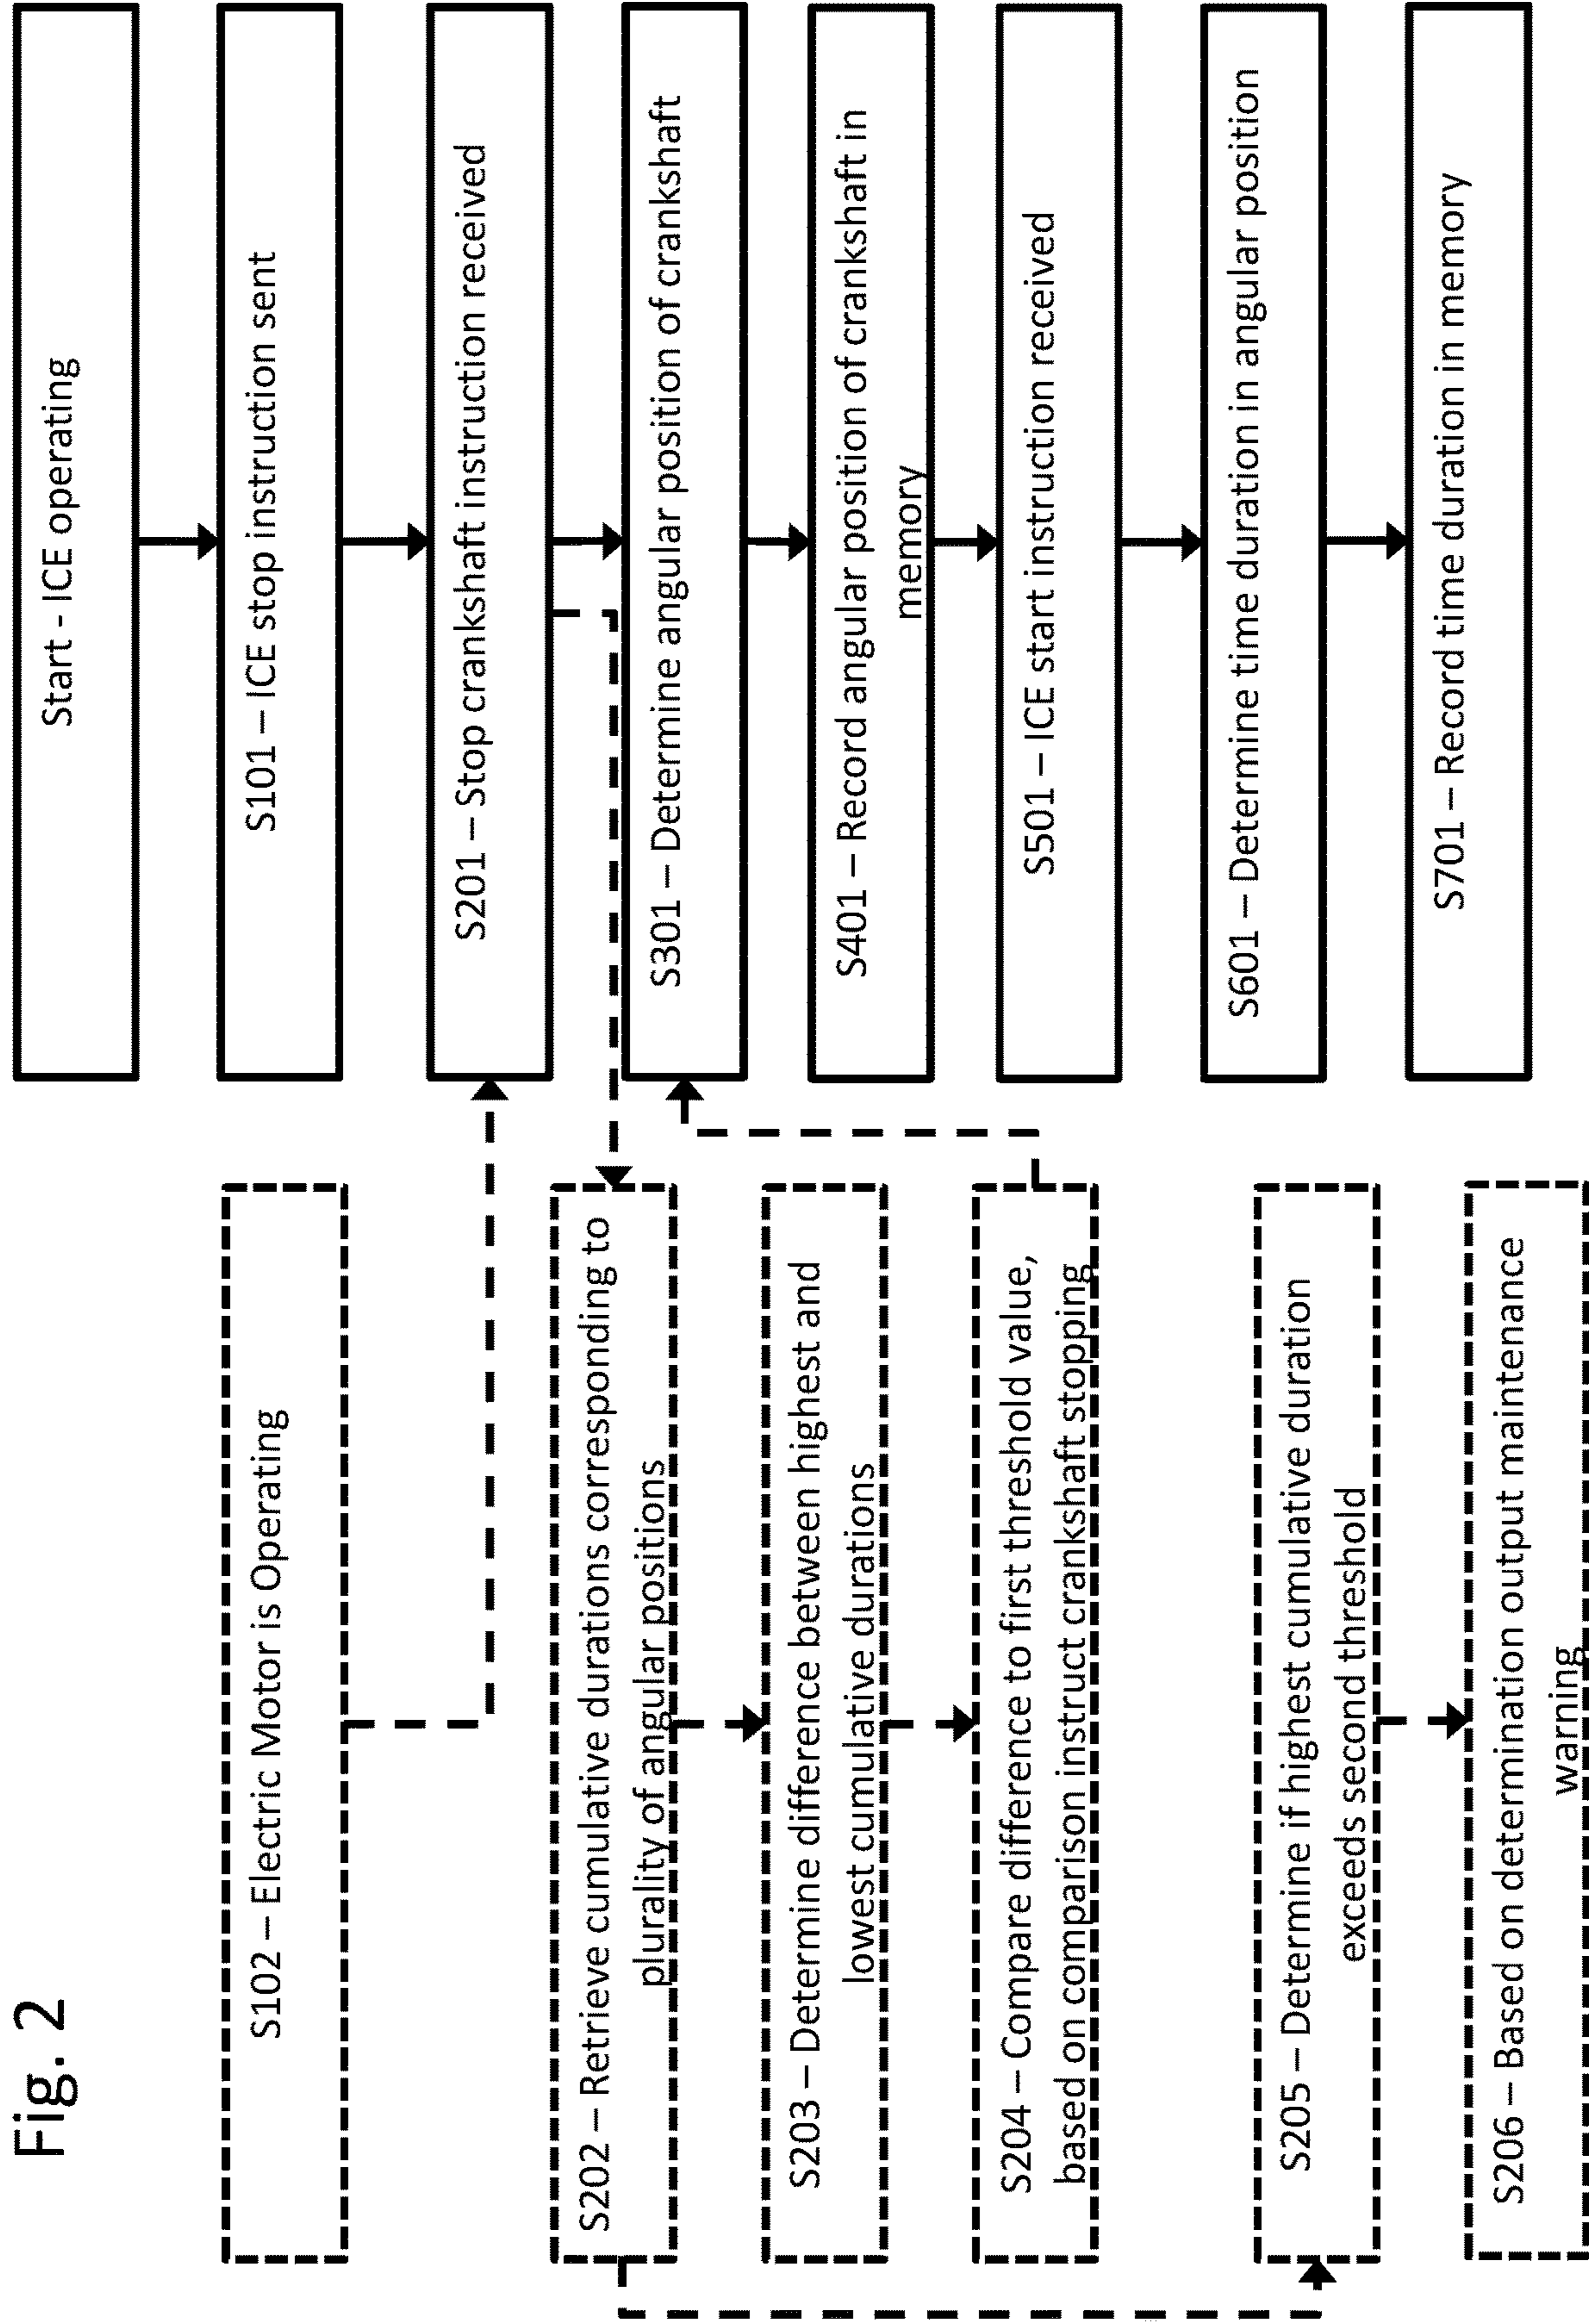 Fig. 2
Start - ICE operating
S101 – ICE stop instruction sent
S201 – Stop crankshaft instruction received
S301 – Determine angular position of crankshaft
S401 – Record angular position of crankshaft in
memory
S501 – ICE start instruction received
S601 – Determine time duration in angular position
S701 – Record time duration in memory
S102 – Electric Motor is Operating
S202 – Retrieve cumulative durations corresponding to
plurality of angular positions
S203 – Determine difference between highest and
lowest cumulative durations
S204 – Compare difference to first threshold value,
based on comparison instruct crankshaft stopping
S205 – Determine if highest cumulative duration
exceeds second threshold
S206 – Based on determination output maintenance
warning